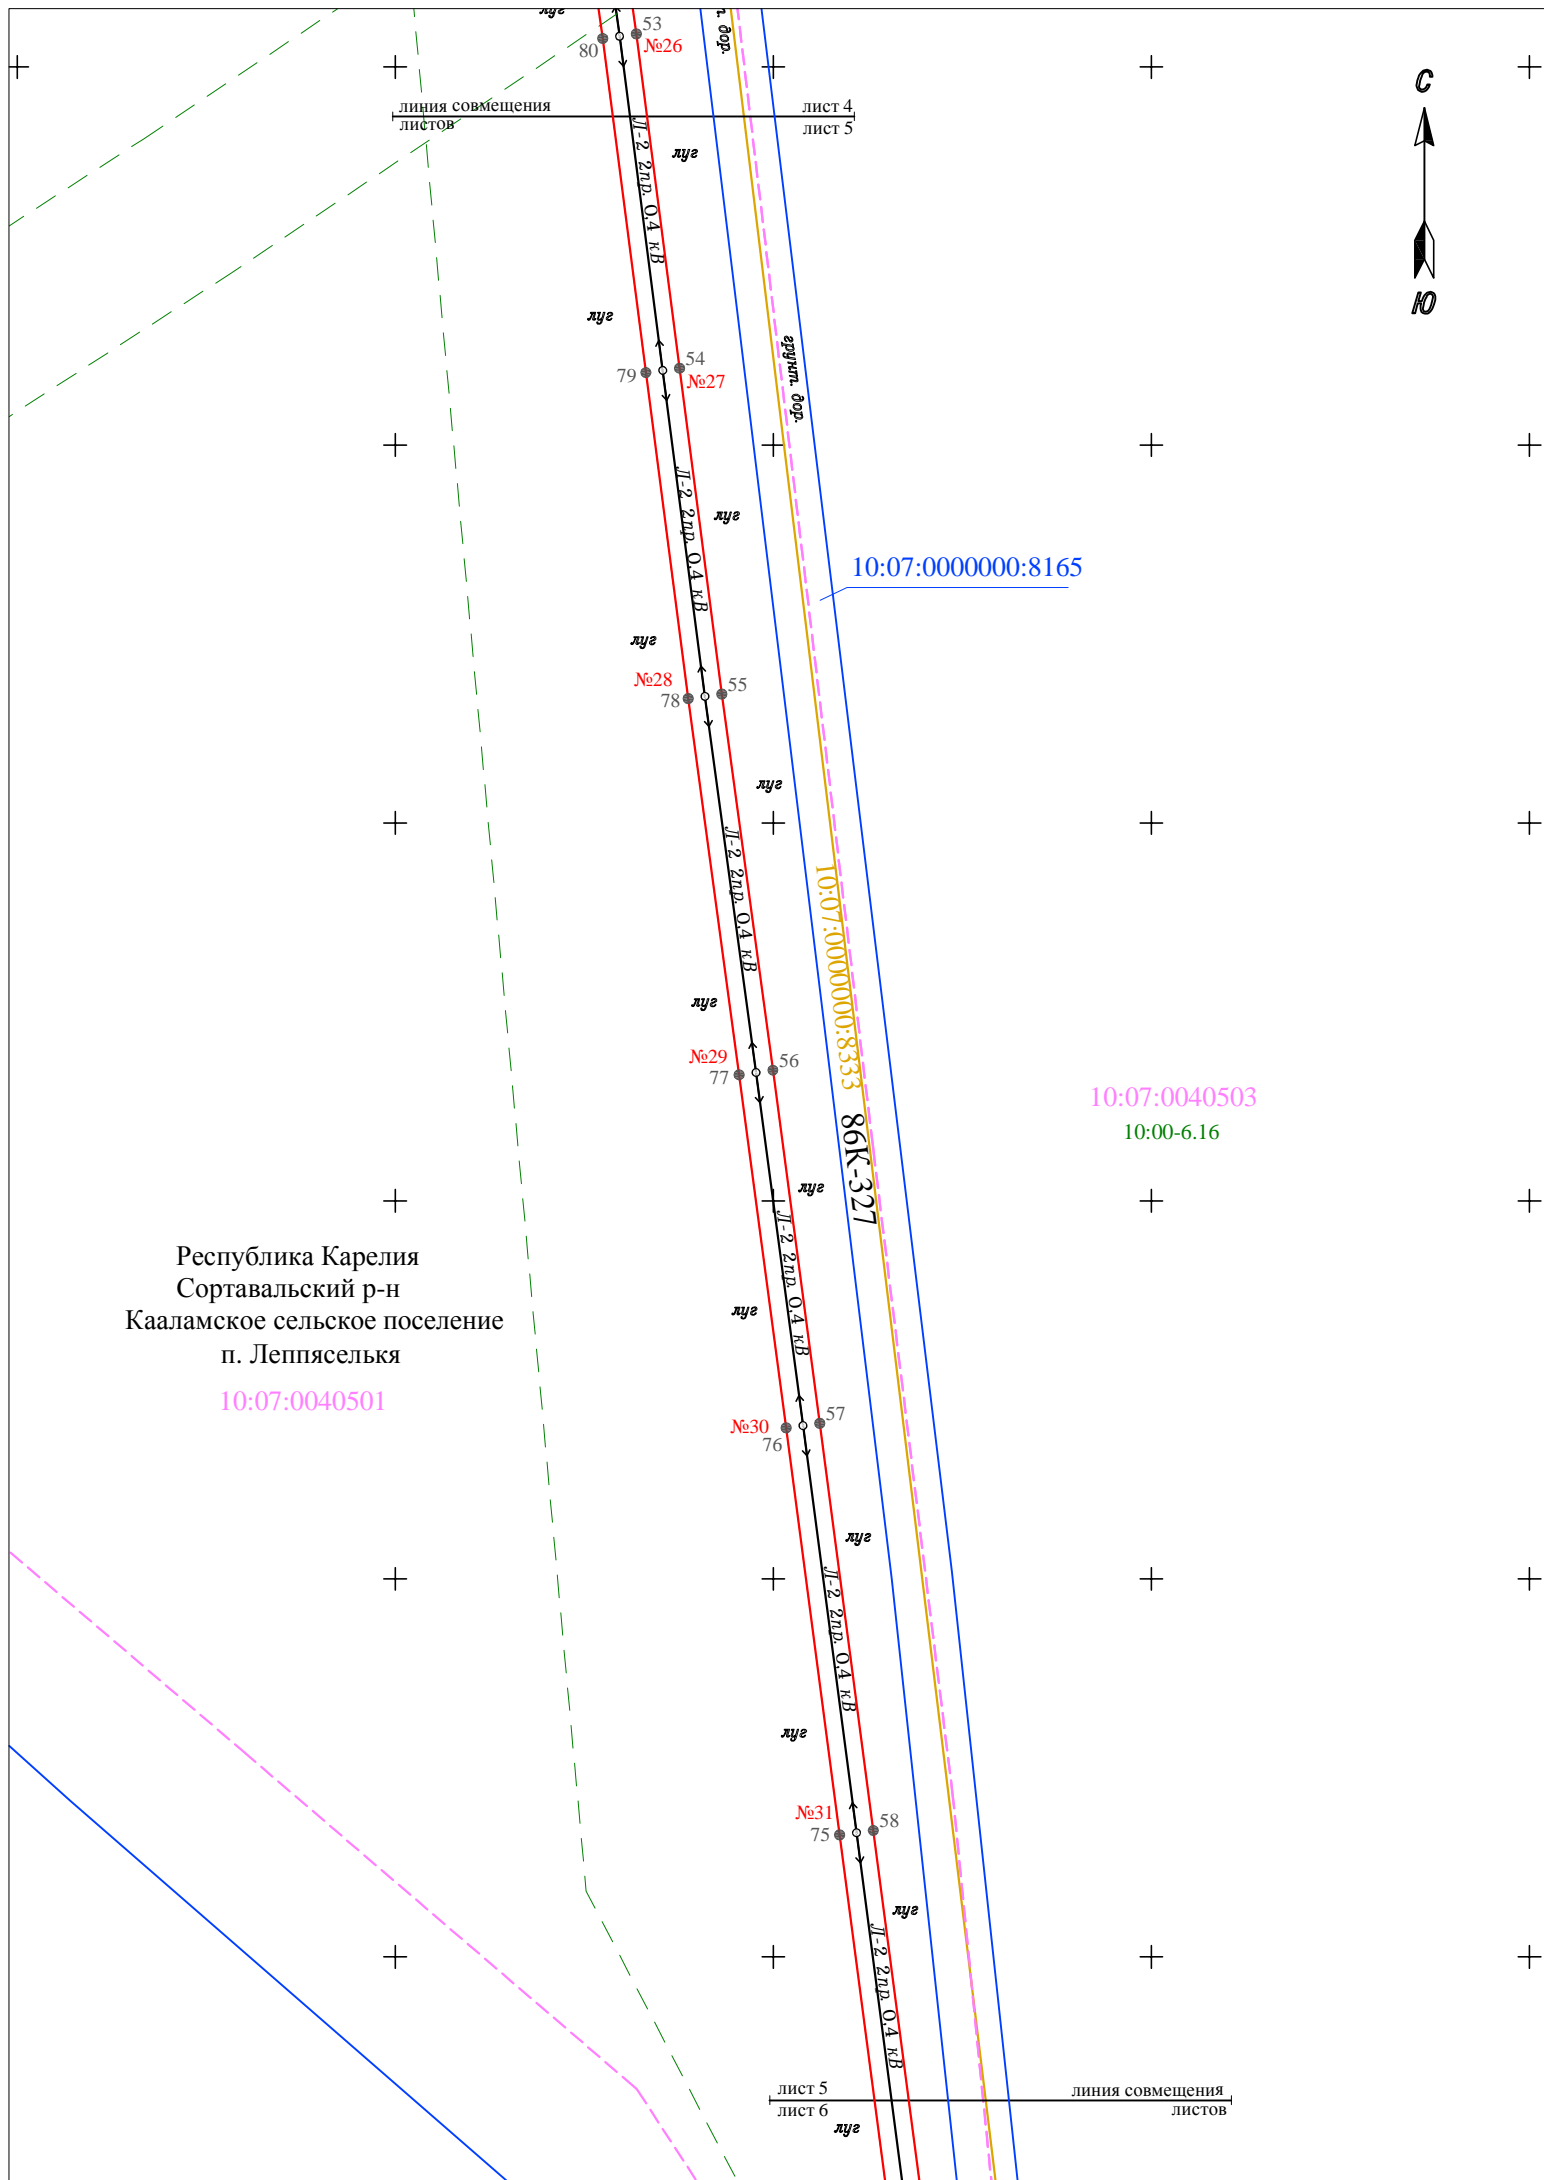 луг
53
г. дор.
80
№26
линия совмещения
лист 4
листов
лист 5
С
Ю
Л-2 2пр. 0,4 кВ
луг
луг
грунт. дор.
54
79
№27
Л-2 2пр. 0,4 кВ
луг
10:07:0000000:8165
луг
№28
55
78
луг
Л-2 2пр. 0,4 кВ
10:07:0000000:8333
луг
№29
56
77
10:07:0040503
10:00-6.16
86К-327
луг
Л-2 2пр. 0,4 кВ
Республика Карелия
Сортавальский р-н
Кааламское сельское поселение
п. Леппяселькя
10:07:0040501
луг
57
№30
76
луг
Л-2 2пр. 0,4 кВ
луг
№31
58
75
луг
Л-2 2пр. 0,4 кВ
лист 5
линия совмещения
лист 6
листов
луг